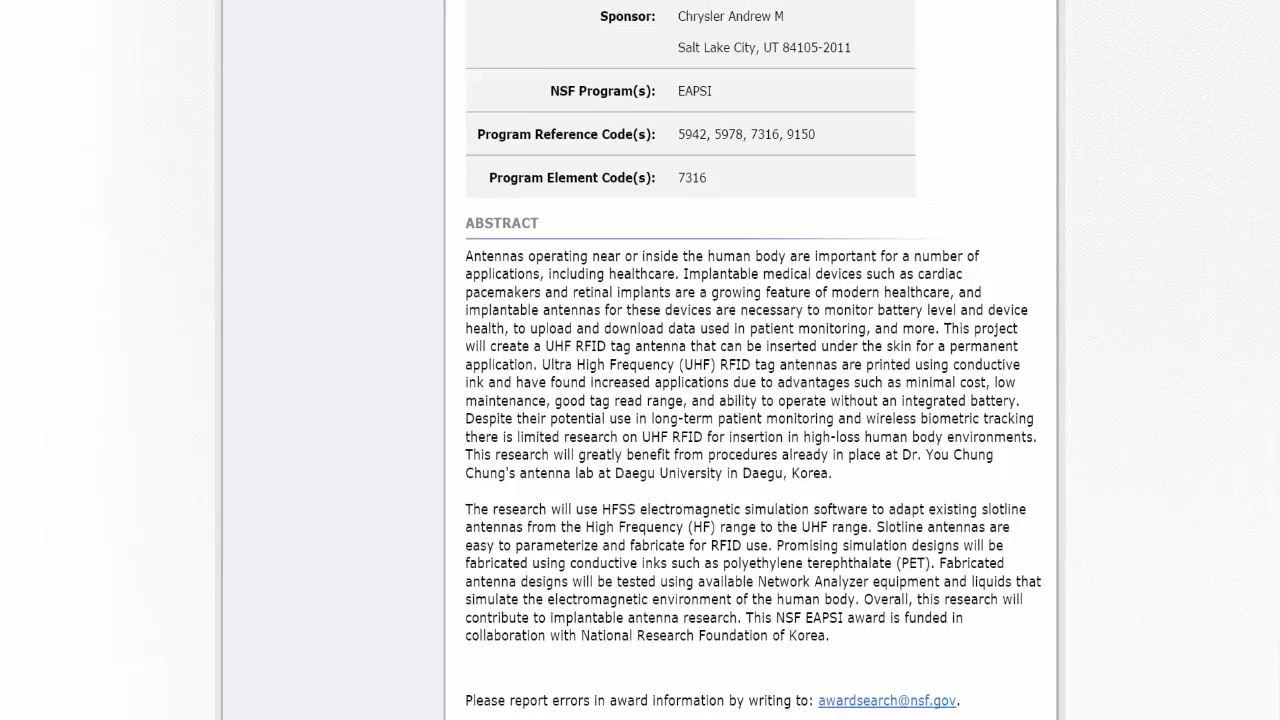 Sponsor: Chrysler Andrew M
Salt Lake City, UT 84105-2011
NSF Program(s): EAPSI
Program Reference Code(s): 5942, 5978, 7316, 9150
Program Element Code(s): 7316
ABSTRACT
Antennas operating near or inside the human body are important for a number of
applications, including healthcare. Implantable medical devices such as cardiac
pacemakers and retinal implants are a growing feature of modern healthcare, and
implantable antennas for these devices are necessary to monitor battery level and device
health, to upload and download data used in patient monitoring, and more. This project
will create a UHF RFID tag antenna that can be inserted under the skin for a permanent
application. Ultra High Frequency (UHF) RFID tag antennas are printed using conductive
ink and have found increased applications due to advantages such as minimal cost, low
maintenance, good tag read range, and ability to operate without an integrated battery.
Despite their potential use in long-term patient monitoring and wireless biometric tracking
there is limited research on UHF RFID for insertion in high-loss human body environments.
This research will greatly benefit from procedures already in place at Dr. You Chung
Chung's antenna lab at Daegu University in Daegu, Korea.
The research will use HFSS electromagnetic simulation software to adapt existing slotline
antennas from the High Frequency (HF) range to the UHF range. Slotline antennas are
easy to parameterize and fabricate for RFID use. Promising simulation designs will be
fabricated using conductive inks such as polyethylene terephthalate (PET). Fabricated
antenna designs will be tested using available Network Analyzer equipment and liquids that
simulate the electromagnetic environment of the human body. Overall, this research will
contribute to implantable antenna research. This NSF EAPSI award is funded in
collaboration with National Research Foundation of Korea.
Please report errors in award information by writing to: awardsearch@nsf.gov.